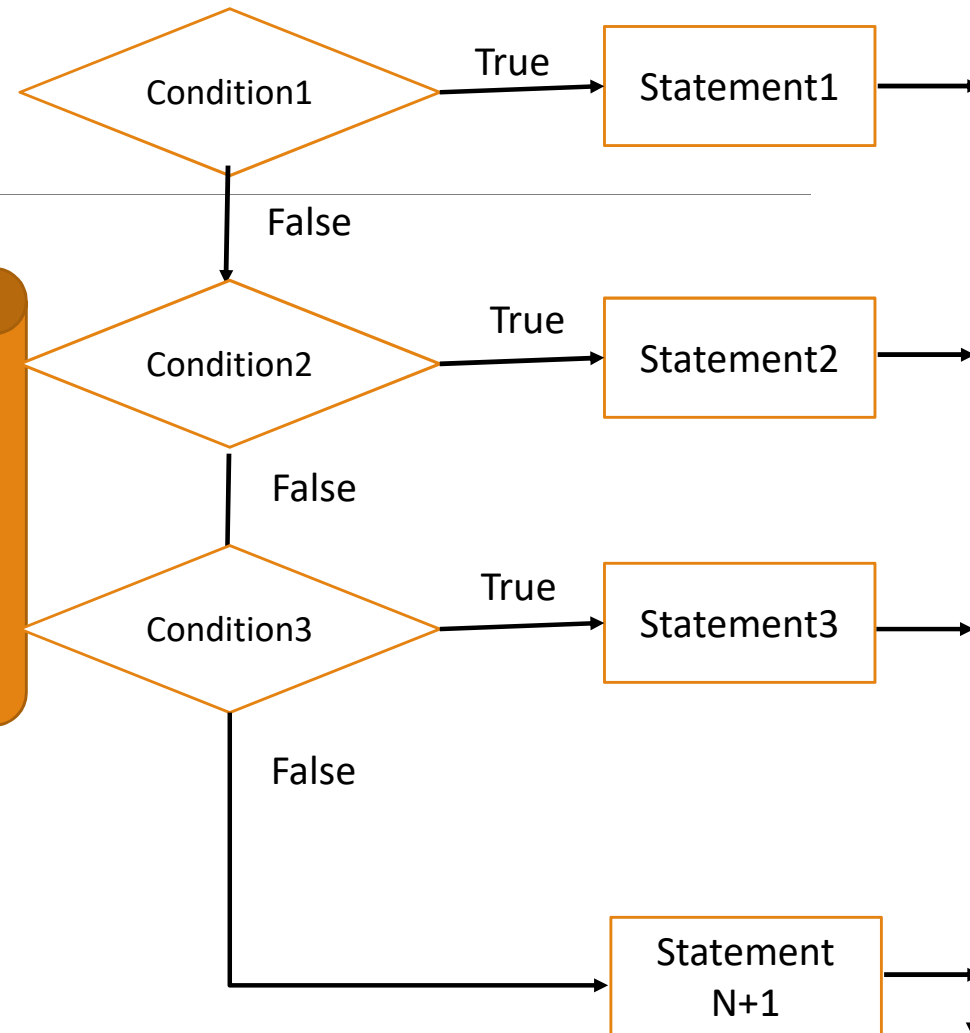 Condition1
True
Statement1
False
Condition2
True
Statement2
False
Condition3
True
Statement3
False
Statement
N+1